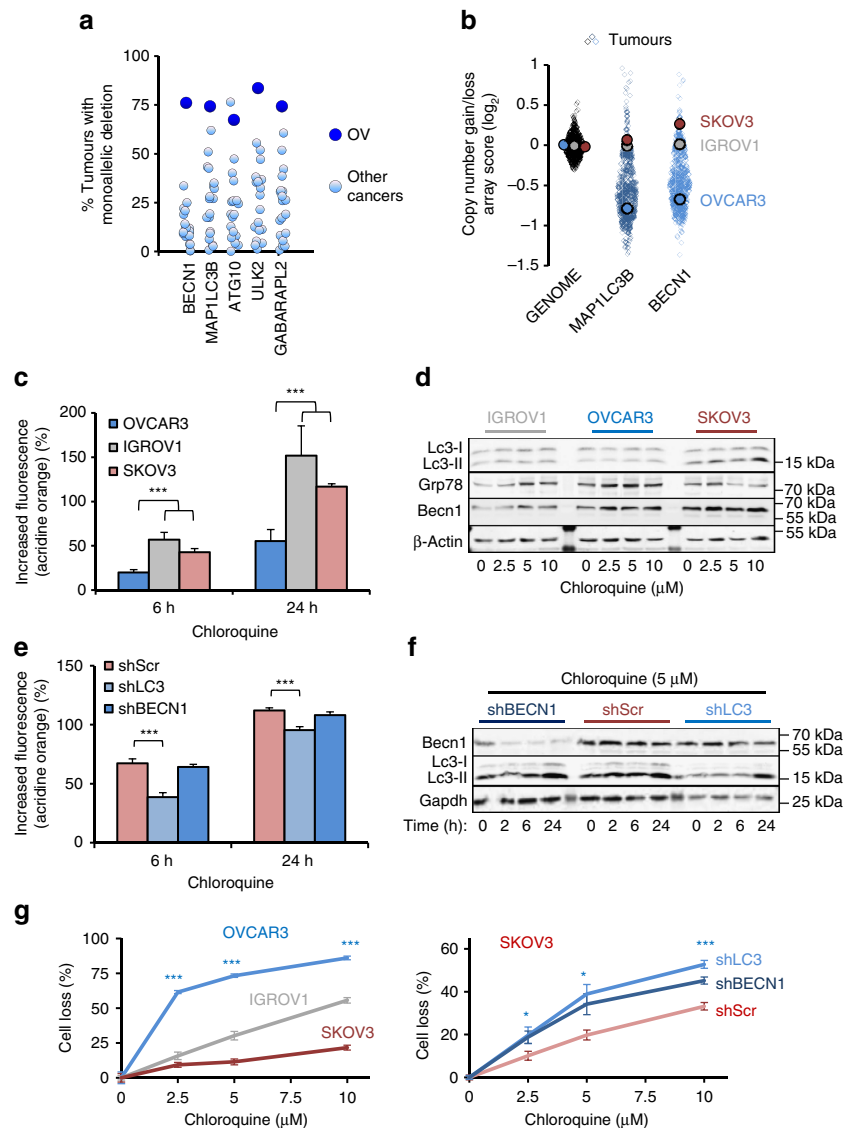 a
100
75
50
25
0
% Tumours with
monoallelic deletion
OV
Other
cancers
BECN1
MAP1LC3B
ATG10
ULK2
GABARAPL2
b
Tumours
1
0.5
0
−0.5
−1
−1.5
Copy number gain/loss
array score (log2)
SKOV3
IGROV1
OVCAR3
GENOME
MAP1LC3B
BECN1
c
200
150
100
50
0
Increased fluorescence
(acridine orange) (%)
OVCAR3
IGROV1
SKOV3
***
***
6 h
24 h
Chloroquine
d
IGROV1 OVCAR3 SKOV3
Lc3-I
Lc3-II
15 kDa
Grp78
70 kDa
Becn1
70 kDa
55 kDa
β-Actin
55 kDa
0 2.5 5 10 0 2.5 5 10 0 2.5 5 10
Chloroquine (μM)
e
150
100
50
0
Increased fluorescence
(acridine orange) (%)
shScr
shLC3
shBECN1
***
***
6 h
24 h
Chloroquine
f
Chloroquine (5 μM)
shBECN1 shScr shLC3
Becn1
70 kDa
55 kDa
Lc3-I
Lc3-II
15 kDa
Gapdh
25 kDa
Time (h): 0 2 6 24 0 2 6 24 0 2 6 24
g
100
75
50
25
0
Cell loss (%)
OVCAR3
***
***
***
IGROV1
SKOV3
0 2.5 5 7.5 10
Chloroquine (μM)
60
40
20
0
Cell loss (%)
SKOV3
*
*
***
shLC3
shBECN1
shScr
0 2.5 5 7.5 10
Chloroquine (μM)